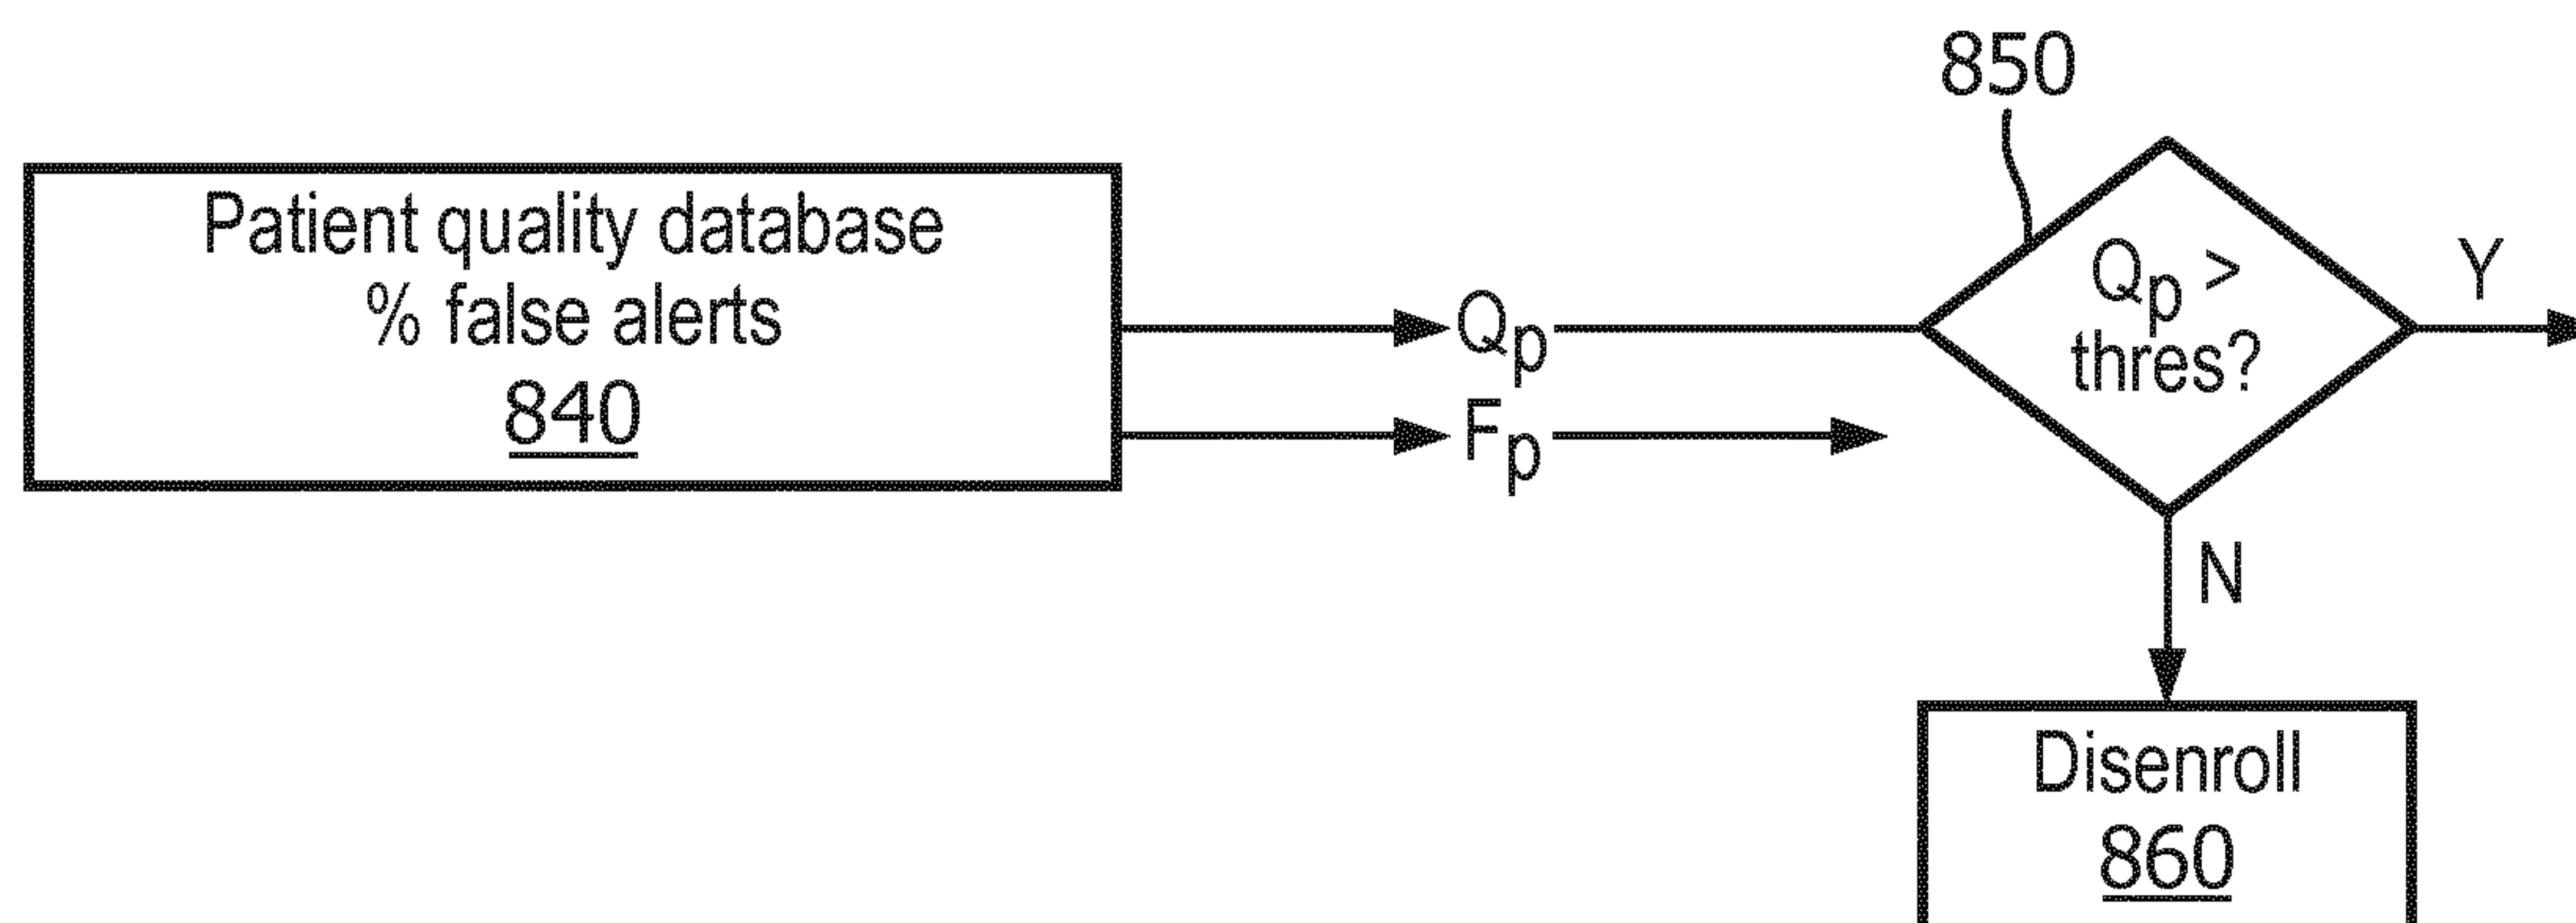 850
Patient quality database
% false alerts
840
Qp
Fp
Qp >
thres?
Y
N
Disenroll
860